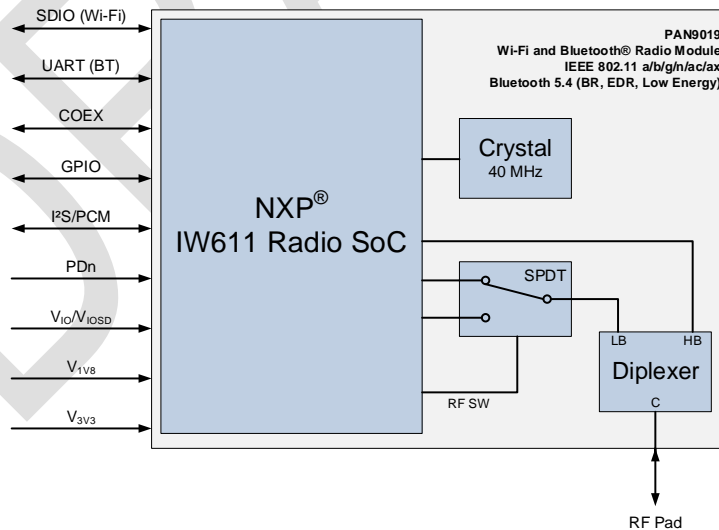 SDIO (Wi-Fi)
UART (BT)
COEX
GPIO
I²S/PCM
PDn
VIO/VIOSD
V1V8
V3V3
NXP®
IW611 Radio SoC
PAN9019
Wi-Fi and Bluetooth® Radio Module
IEEE 802.11 a/b/g/n/ac/ax
Bluetooth 5.4 (BR, EDR, Low Energy)
Crystal
40 MHz
SPDT
RF SW
LB HB
Diplexer
C
RF Pad